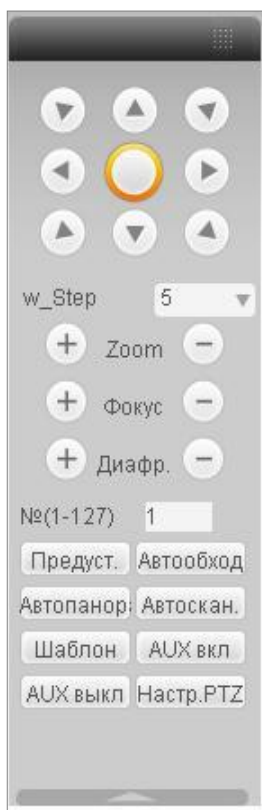 w_Step 5
+ Zoom −
+ Фокус −
+ Диафр. −
№(1-127) 1
Предуст. Автообход
Автопанор Автоскан.
Шаблон AUX вкл
AUX выкл Настр.PTZ